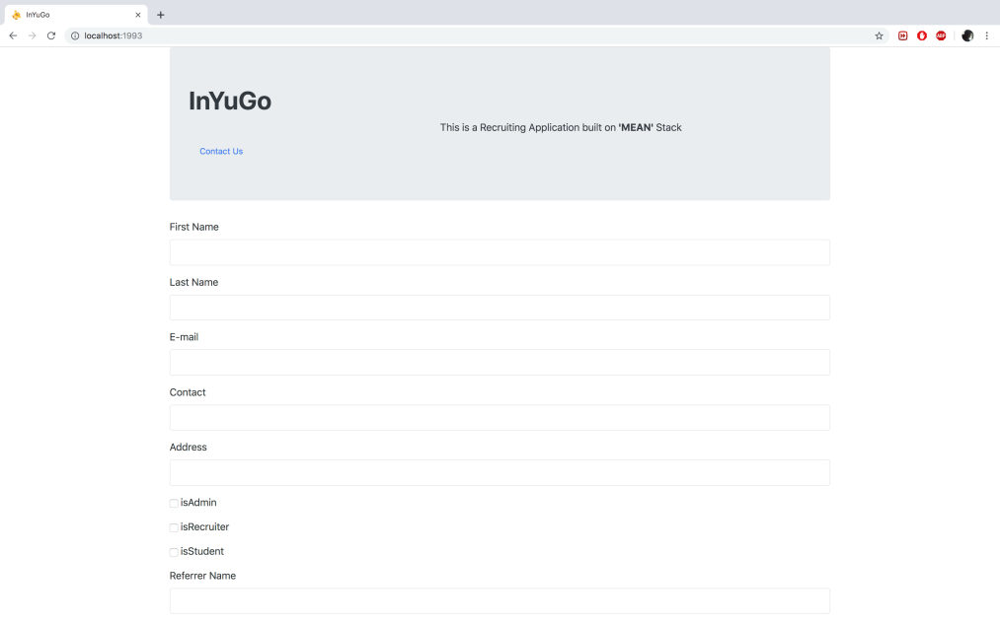 InYuGo
localhost:1993
InYuGo
This is a Recruiting Application built on 'MEAN' Stack
Contact Us
First Name
Last Name
E-mail
Contact
Address
isAdmin
isRecruiter
isStudent
Referrer Name